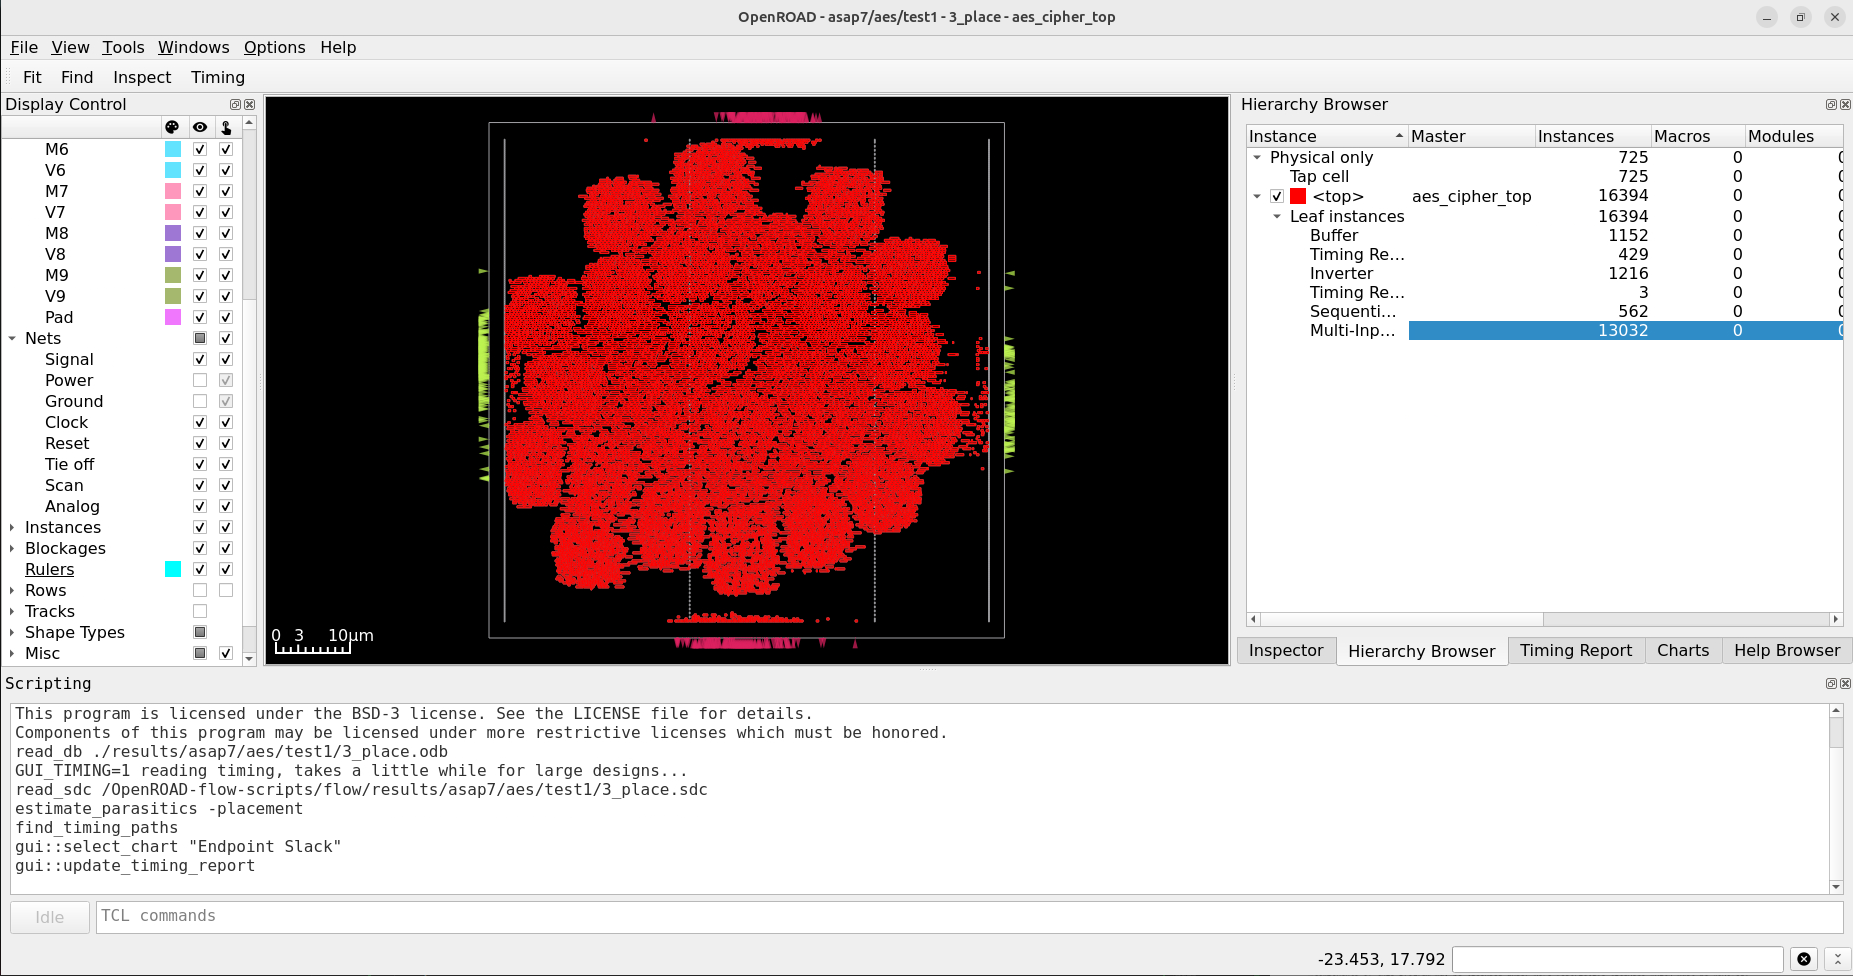 OpenROAD - asap7/aes/test1 - 3_place - aes_cipher_top
File View Tools Windows Options Help
Fit Find Inspect Timing
Display Control
M6
V6
M7
V7
M8
V8
M9
V9
Pad
Nets
Signal
Power
Ground
Clock
Reset
Tie off
Scan
Analog
Instances
Blockages
Rulers
Rows
Tracks
Shape Types
Misc
0 3 10μm
Hierarchy Browser
Instance Master Instances Macros Modules
Physical only 725 0 0
Tap cell 725 0 0
<top> aes_cipher_top 16394 0 0
Leaf instances 16394 0 0
Buffer 1152 0 0
Timing Re... 429 0 0
Inverter 1216 0 0
Timing Re... 3 0 0
Sequenti... 562 0 0
Multi-Inp... 13032 0 0
Inspector Hierarchy Browser Timing Report Charts Help Browser
Scripting
This program is licensed under the BSD-3 license. See the LICENSE file for details.
Components of this program may be licensed under more restrictive licenses which must be honored.
read_db ./results/asap7/aes/test1/3_place.odb
GUI_TIMING=1 reading timing, takes a little while for large designs...
read_sdc /OpenROAD-flow-scripts/flow/results/asap7/aes/test1/3_place.sdc
estimate_parasitics -placement
find_timing_paths
gui::select_chart "Endpoint Slack"
gui::update_timing_report
Idle TCL commands
-23.453, 17.792